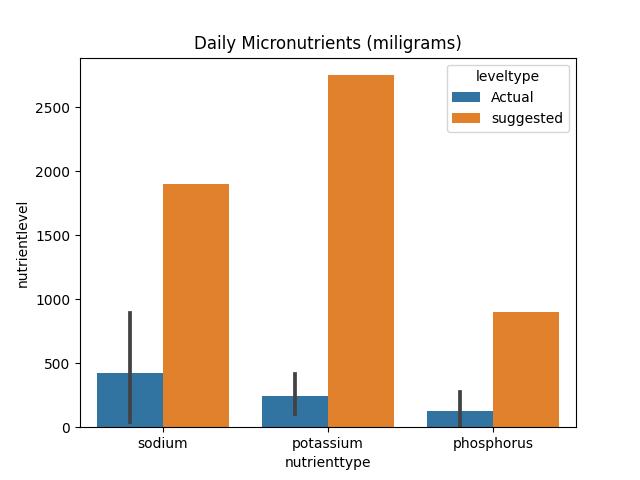 Daily Micronutrients (miligrams)
leveltype
Actual
suggested
nutrientlevel
2500
2000
1500
1000
500
0
sodium potassium phosphorus
nutrienttype